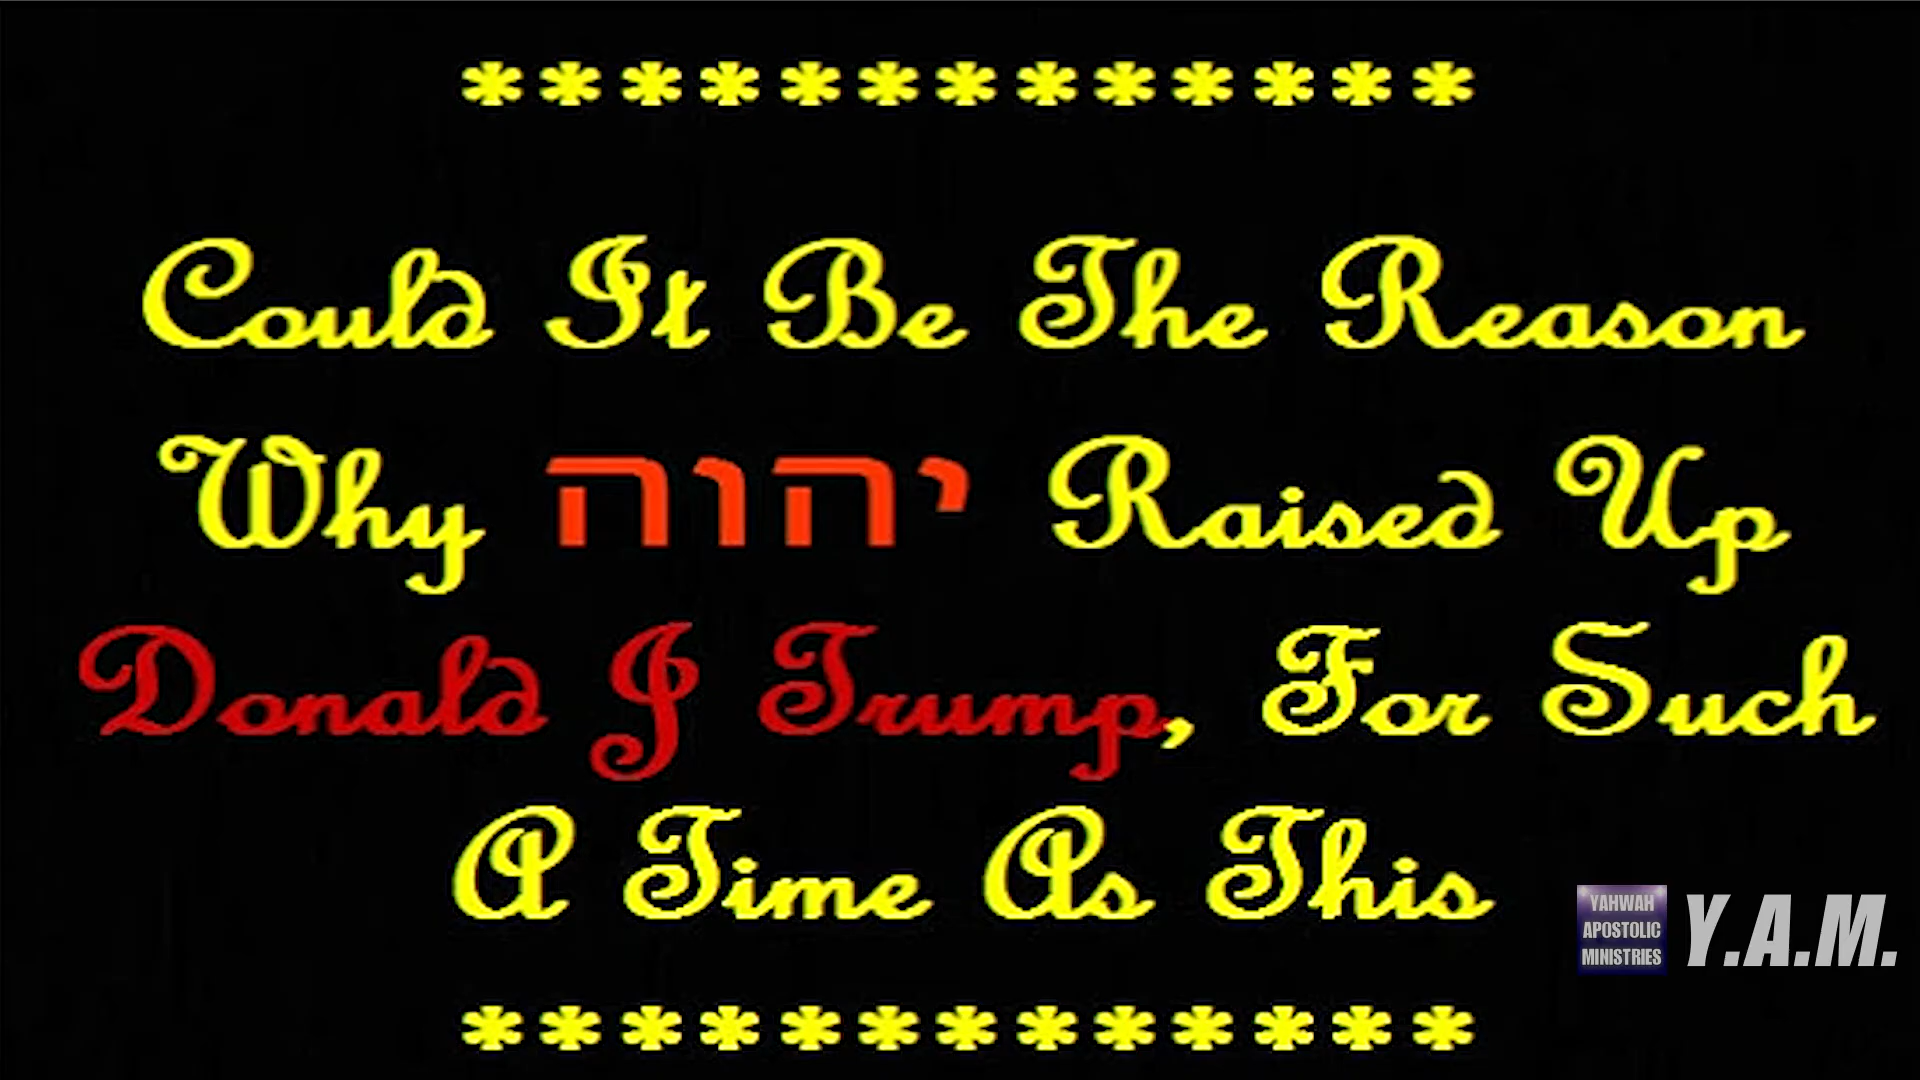 *************
Could It Be The Reason
Why יהוה Raised Up
Donald J Trump, For Such
A Time As This
YAHWAH
APOSTOLIC
MINISTRIES
Y.A.M.
*************